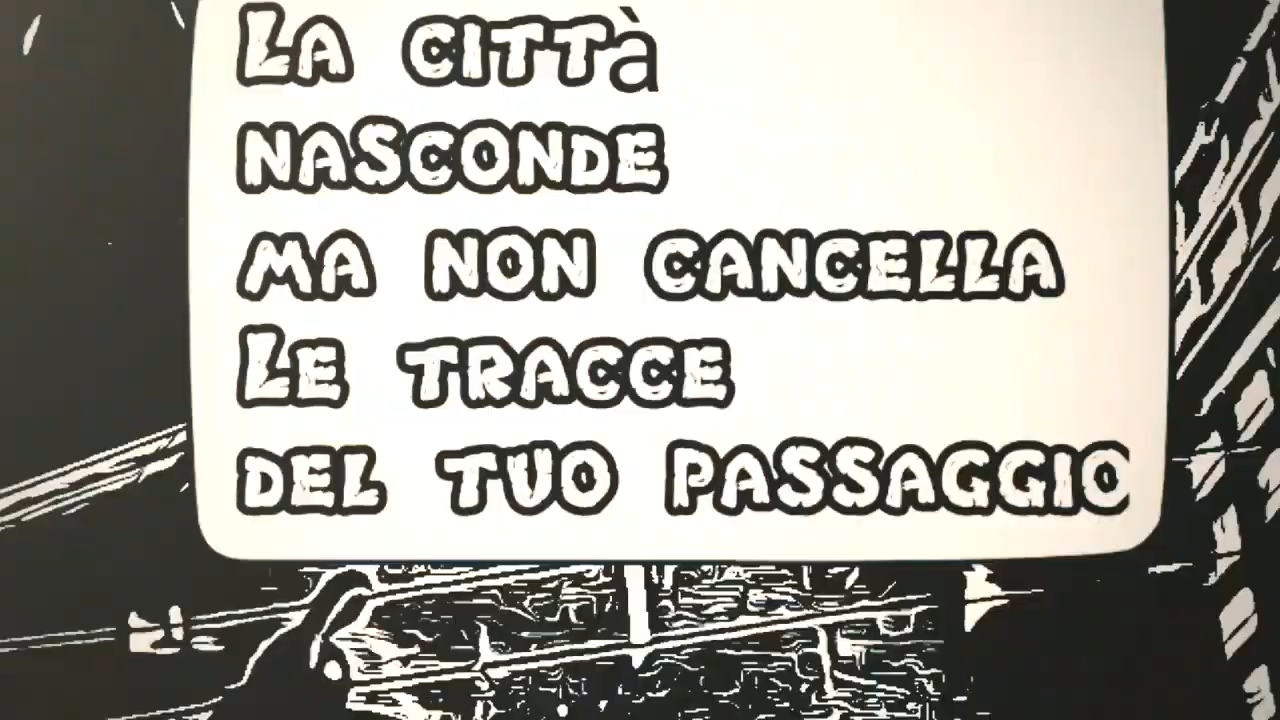 La città
nasconde
ma non cancella
Le tracce
del tuo passaggio